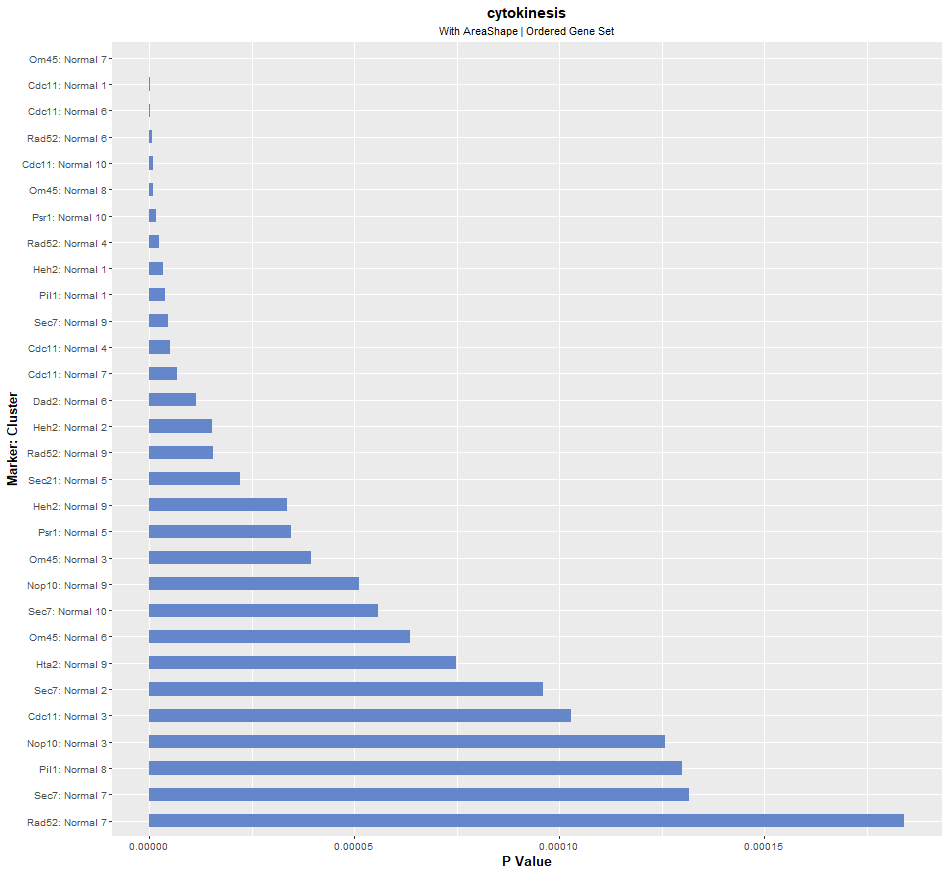 cytokinesis
With AreaShape | Ordered Gene Set
Om45: Normal 7
Cdc11: Normal 1
Cdc11: Normal 6
Rad52: Normal 6
Cdc11: Normal 10
Om45: Normal 8
Psr1: Normal 10
Rad52: Normal 4
Heh2: Normal 1
Pil1: Normal 1
Sec7: Normal 9
Cdc11: Normal 4
Cdc11: Normal 7
Dad2: Normal 6
Heh2: Normal 2
Rad52: Normal 9
Sec21: Normal 5
Heh2: Normal 9
Psr1: Normal 5
Om45: Normal 3
Nop10: Normal 9
Sec7: Normal 10
Om45: Normal 6
Hta2: Normal 9
Sec7: Normal 2
Cdc11: Normal 3
Nop10: Normal 3
Pil1: Normal 8
Sec7: Normal 7
Rad52: Normal 7
Marker: Cluster
0.00000 0.00005 0.00010 0.00015
P Value